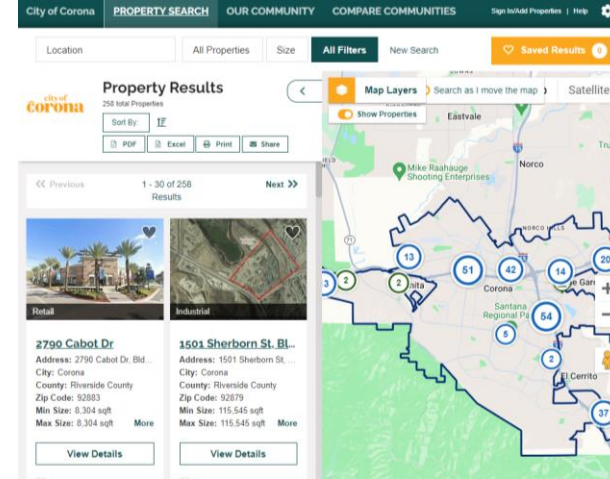 City of Corona PROPERTY SEARCH OUR COMMUNITY COMPARE COMMUNITIES Sign In/Add Properties | Help
Location All Properties Size All Filters New Search Saved Results 0
city of
corona
Property Results
258 total Properties
Sort By:
PDF Excel Print Share
<< Previous 1 - 30 of 258 Results Next >>
Retail
2790 Cabot Dr
Address: 2790 Cabot Dr. Bld...
City: Corona
County: Riverside County
Zip Code: 92883
Min Size: 8,304 sqft
Max Size: 8,304 sqft More
View Details
Industrial
1501 Sherborn St, Bl...
Address: 1501 Sherborn St, ...
City: Corona
County: Riverside County
Zip Code: 92879
Min Size: 115,545 sqft
Max Size: 115,545 sqft More
View Details
Map Layers Search as I move the map Satellite
Show Properties
Eastvale
Mike Raahauge
Shooting Enterprises
Norco
NORCO HILLS
71
13
51
42
14
20
3
2
2
Corona
Santana
Regional Pa
54
5
2
El Cerrito
37